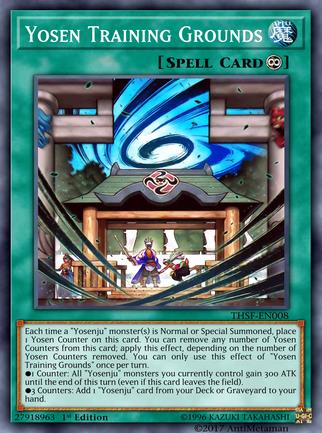 Yosen Training Grounds
[Spell Card]
THSF-EN008
Each time a "Yosenju" monster(s) is Normal or Special Summoned, place
1 Yosen Counter on this card. You can remove any number of Yosen
Counters from this card; apply this effect, depending on the number of
Yosen Counters removed. You can only use this effect of "Yosen
Training Grounds" once per turn.
●1 Counter: All "Yosenju" monsters you currently control gain 300 ATK
until the end of this turn (even if this card leaves the field).
●3 Counters: Add 1 "Yosenju" card from your Deck or Graveyard to your
hand.
27918963 1st Edition ©1996 KAZUKI TAKAHASHI
©2017 AntiMetaman